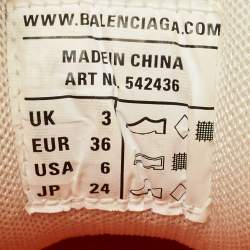 WWW.BALENCIAGA.COM
MADE IN CHINA
ART NO. 542436
UK 3
EUR 36
USA 6
JP 24